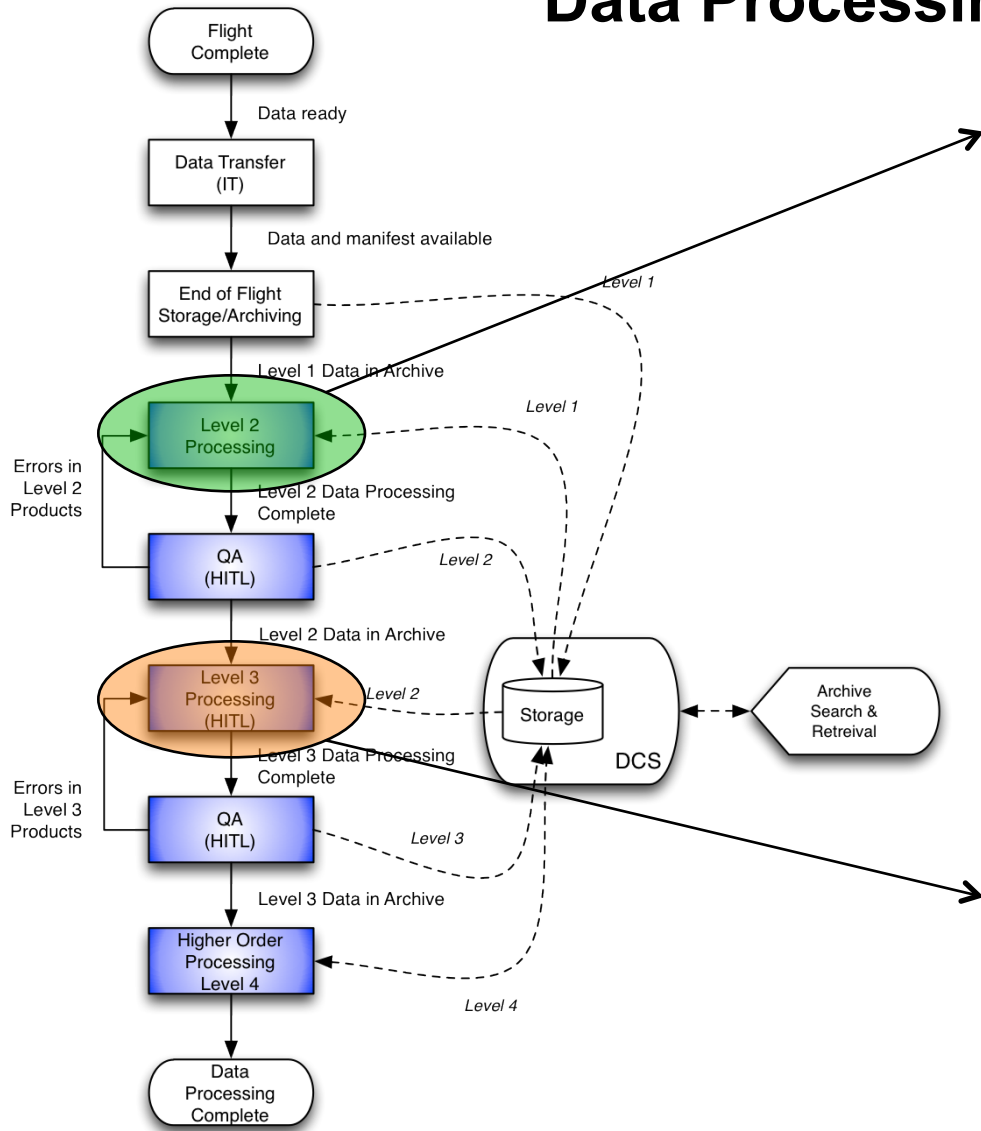 Data Processin
Flight
Complete
Data ready
Data Transfer
(IT)
Data and manifest available
Level 1
End of Flight
Storage/Archiving
Level 1 Data in Archive
Level 1
Level 2
Processing
Errors in
Level 2
Products
Level 2 Data Processing
Complete
QA
(HITL)
Level 2
Level 2 Data in Archive
Level 3
Processing
(HITL)
Level 2
Storage
DCS
Archive
Search &
Retreival
Level 3 Data Processing
Complete
Errors in
Level 3
Products
QA
(HITL)
Level 3
Level 3 Data in Archive
Higher Order
Processing
Level 4
Level 4
Data
Processing
Complete